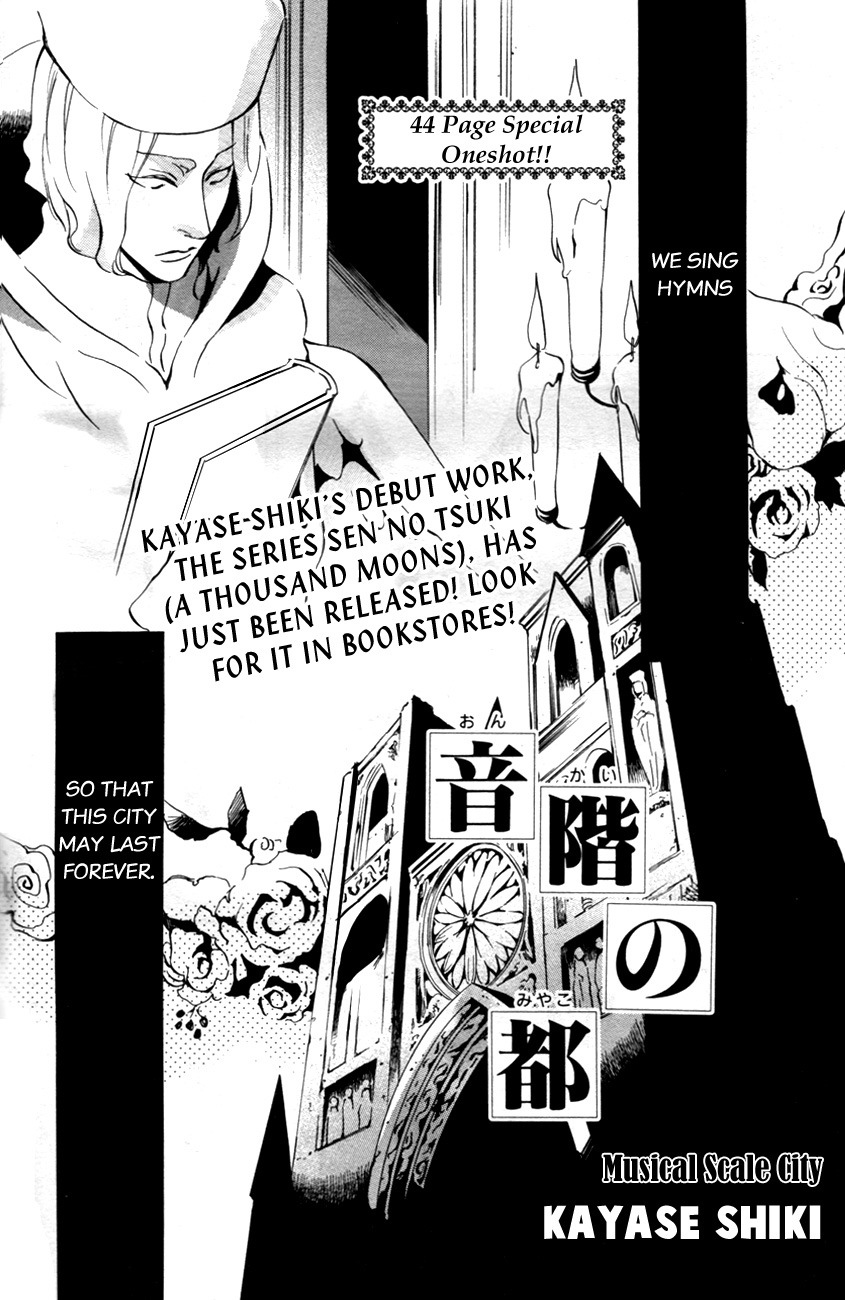 44 Page Special
Oneshot!!
WE SING
HYMNS
KAYASE-SHIKI'S DEBUT WORK,
THE SERIES SEN NO TSUKI
(A THOUSAND MOONS), HAS
JUST BEEN RELEASED! LOOK
FOR IT IN BOOKSTORES!
SO THAT
THIS CITY
MAY LAST
FOREVER.
おん
音
かい
階
の
みやこ
都
Musical Scale City
KAYASE SHIKI